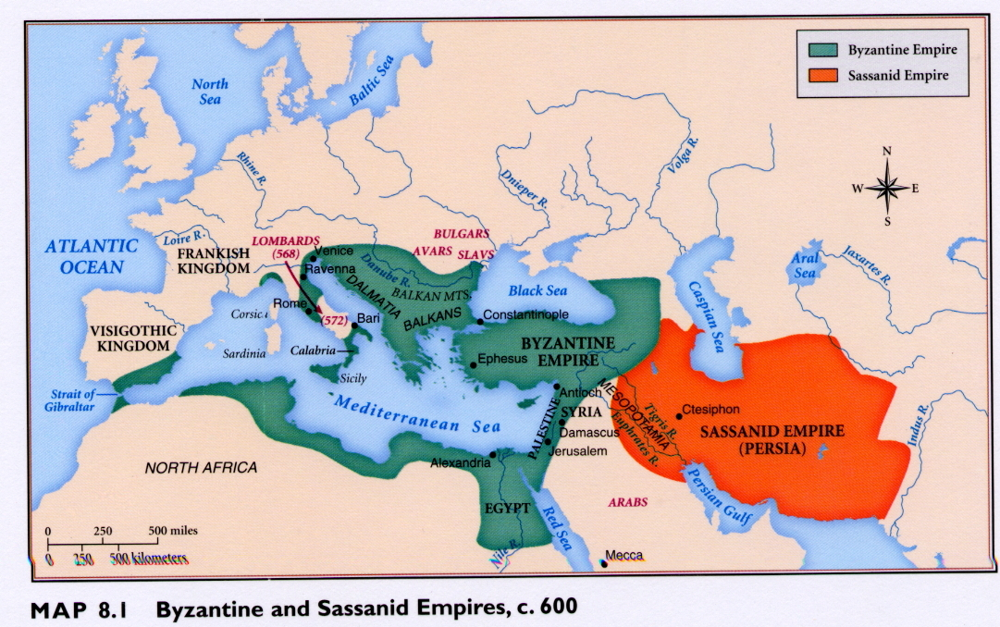 Byzantine Empire
Sassanid Empire
North
Sea
Baltic Sea
Rhine R.
Dnieper R.
Volga R.
N
W
E
S
ATLANTIC
OCEAN
Loire R.
FRANKISH
KINGDOM
LOMBARDS
(568)
Venice
Ravenna
BULGARS
AVARS
SLAVS
Danube R.
DALMATIA
BALKAN MTS.
BALKANS
Black Sea
Caspian Sea
Aral
Sea
Jaxartes R.
VISIGOTHIC
KINGDOM
Corsica
Rome
(572)
Bari
Constantinople
Sardinia
Calabria
Sicily
BYZANTINE
EMPIRE
Ephesus
Strait of
Gibraltar
Mediterranean Sea
Antioch
SYRIA
PALESTINE
Damascus
Jerusalem
MESOPOTAMIA
Tigris R.
Euphrates R.
Ctesiphon
SASSANID EMPIRE
(PERSIA)
Indus R.
NORTH AFRICA
Alexandria
EGYPT
Nile R.
Red Sea
ARABS
Persian Gulf
Mecca
0 250 500 miles
0 250 500 kilometers
MAP 8.1 Byzantine and Sassanid Empires, c. 600